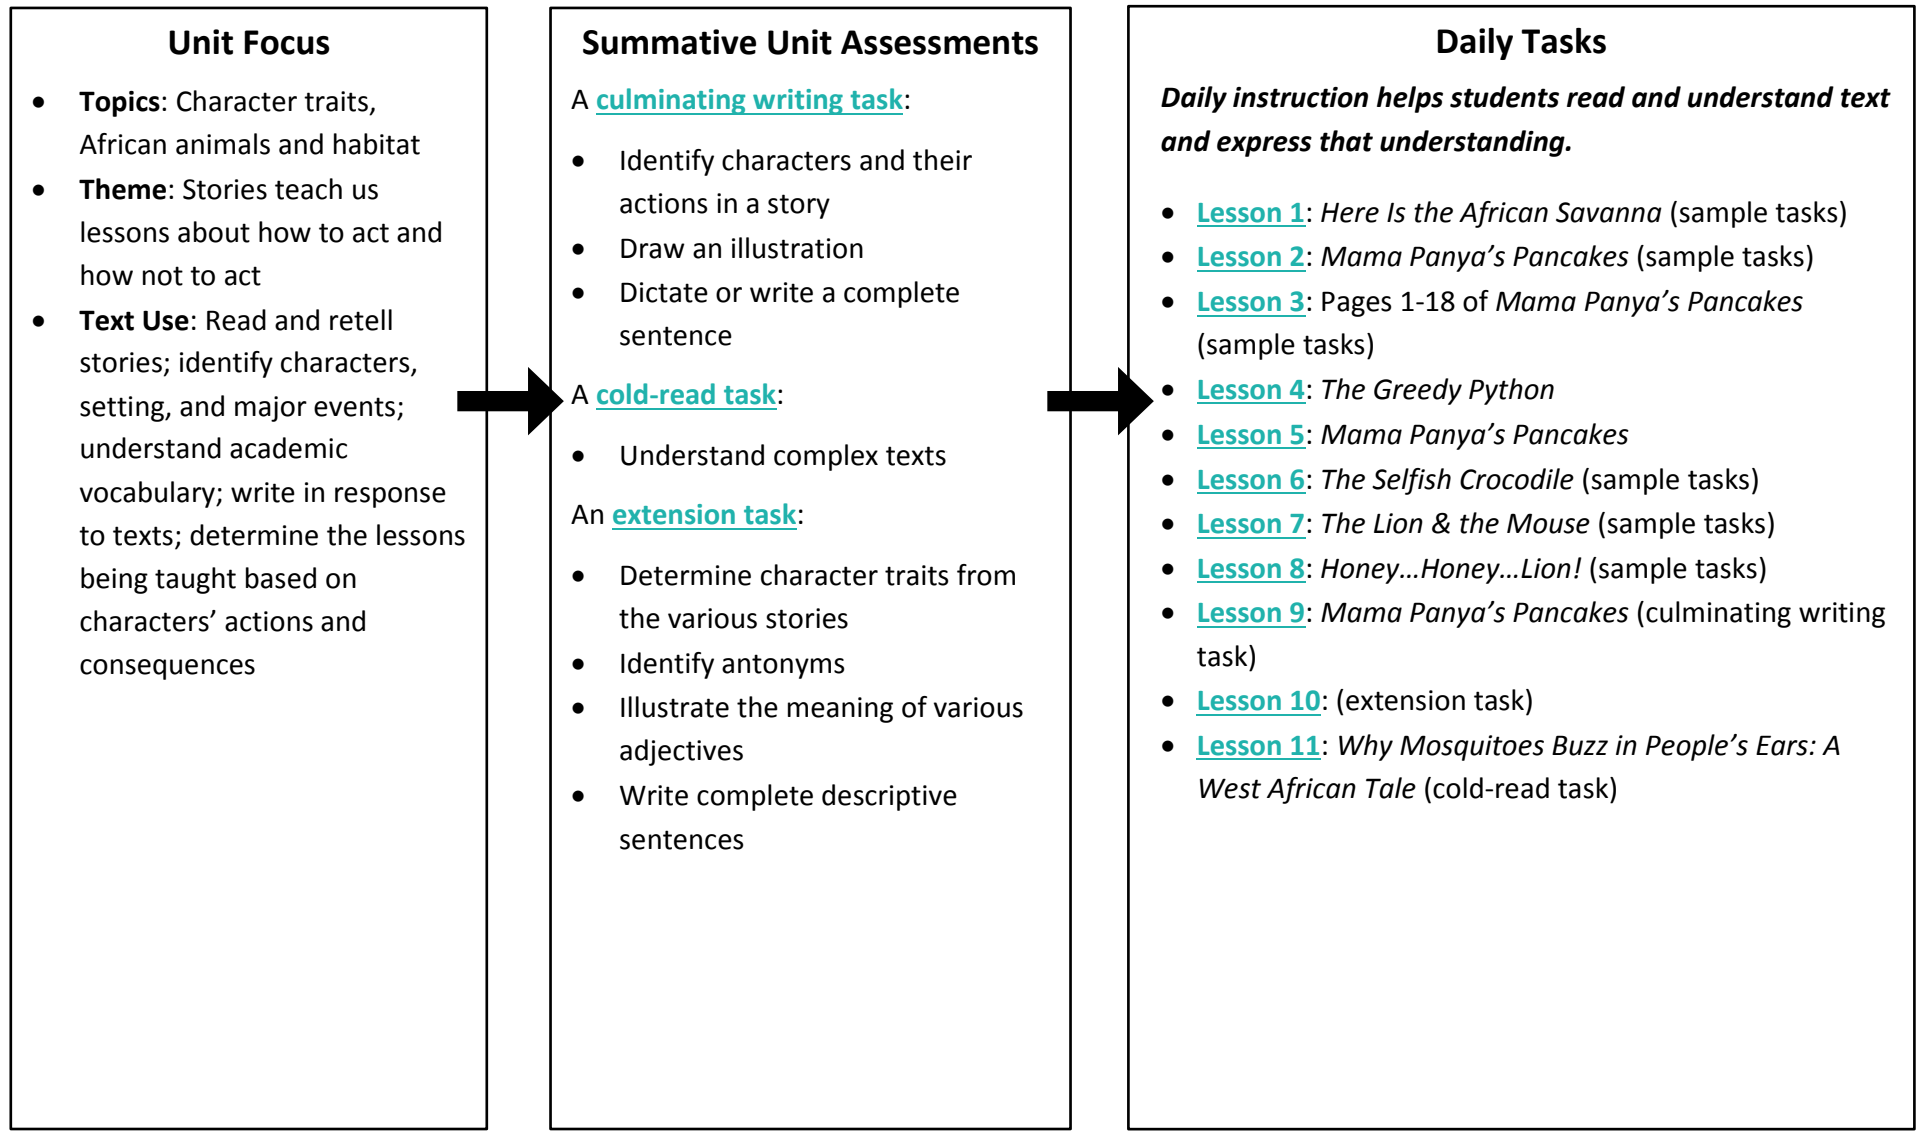 Unit Focus
• Topics: Character traits,
African animals and habitat
• Theme: Stories teach us
lessons about how to act and
how not to act
• Text Use: Read and retell
stories; identify characters,
setting, and major events;
understand academic
vocabulary; write in response
to texts; determine the lessons
being taught based on
characters’ actions and
consequences
Summative Unit Assessments
A culminating writing task:
• Identify characters and their
actions in a story
• Draw an illustration
• Dictate or write a complete
sentence
A cold-read task:
• Understand complex texts
An extension task:
• Determine character traits from
the various stories
• Identify antonyms
• Illustrate the meaning of various
adjectives
• Write complete descriptive
sentences
Daily Tasks
Daily instruction helps students read and understand text
and express that understanding.
• Lesson 1: Here Is the African Savanna (sample tasks)
• Lesson 2: Mama Panya’s Pancakes (sample tasks)
• Lesson 3: Pages 1-18 of Mama Panya’s Pancakes
(sample tasks)
• Lesson 4: The Greedy Python
• Lesson 5: Mama Panya’s Pancakes
• Lesson 6: The Selfish Crocodile (sample tasks)
• Lesson 7: The Lion & the Mouse (sample tasks)
• Lesson 8: Honey…Honey…Lion! (sample tasks)
• Lesson 9: Mama Panya’s Pancakes (culminating writing
task)
• Lesson 10: (extension task)
• Lesson 11: Why Mosquitoes Buzz in People’s Ears: A
West African Tale (cold-read task)